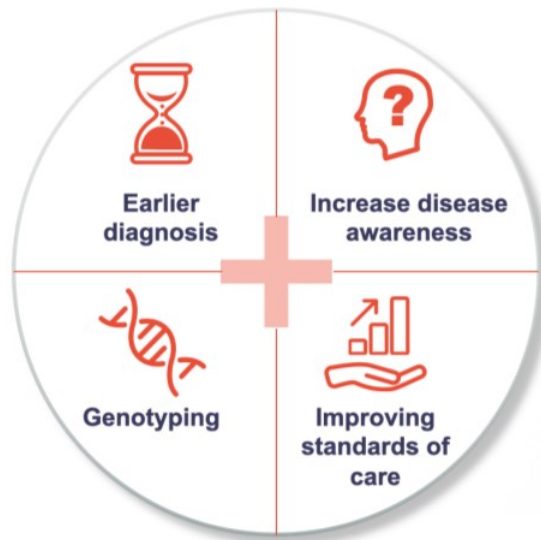 ?
Earlier
diagnosis
Increase disease
awareness
Genotyping
Improving
standards of
care